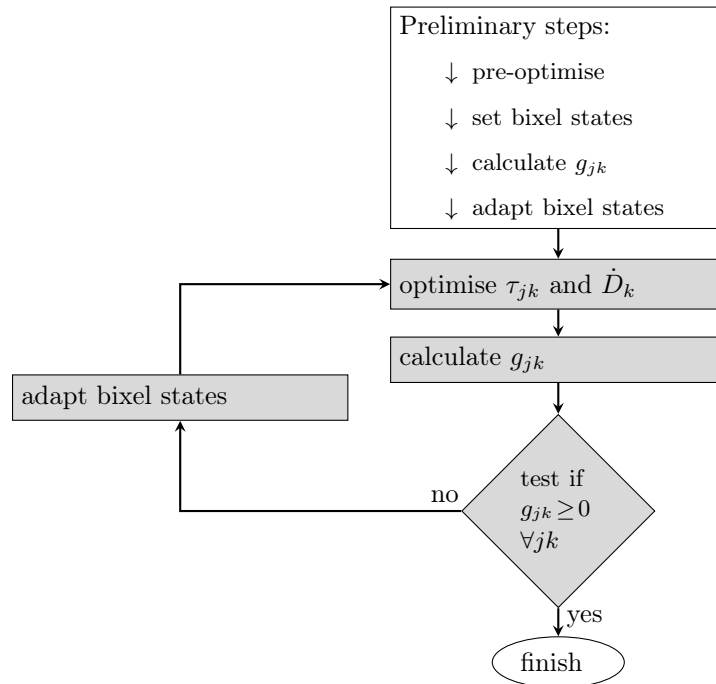 Preliminary steps:
↓ pre-optimise
↓ set bixel states
↓ calculate g_{jk}
↓ adapt bixel states
optimise τ_{jk} and Ḋ_k
calculate g_{jk}
adapt bixel states
no
test if
g_{jk} ≥ 0
∀jk
yes
finish